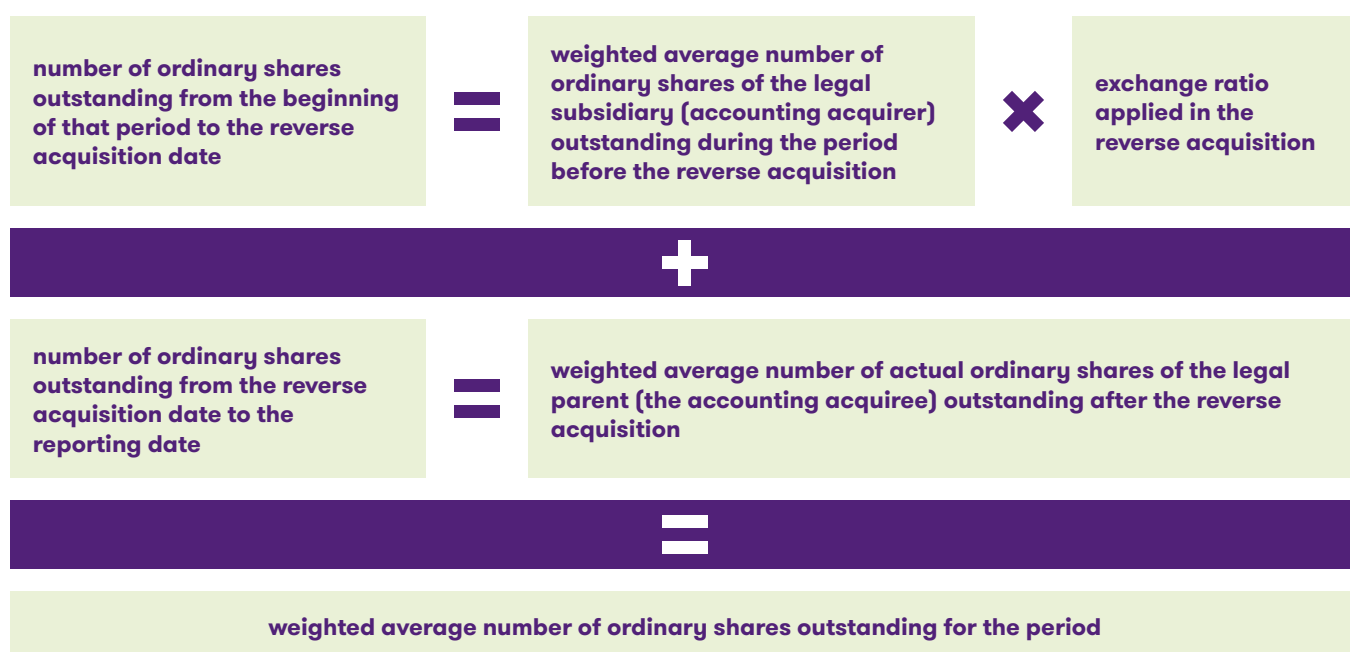 number of ordinary shares
outstanding from the beginning
of that period to the reverse
acquisition date
=
weighted average number of
ordinary shares of the legal
subsidiary (accounting acquirer)
outstanding during the period
before the reverse acquisition
×
exchange ratio
applied in the
reverse acquisition
+
number of ordinary shares
outstanding from the reverse
acquisition date to the
reporting date
=
weighted average number of actual ordinary shares of the legal
parent (the accounting acquiree) outstanding after the reverse
acquisition
=
weighted average number of ordinary shares outstanding for the period